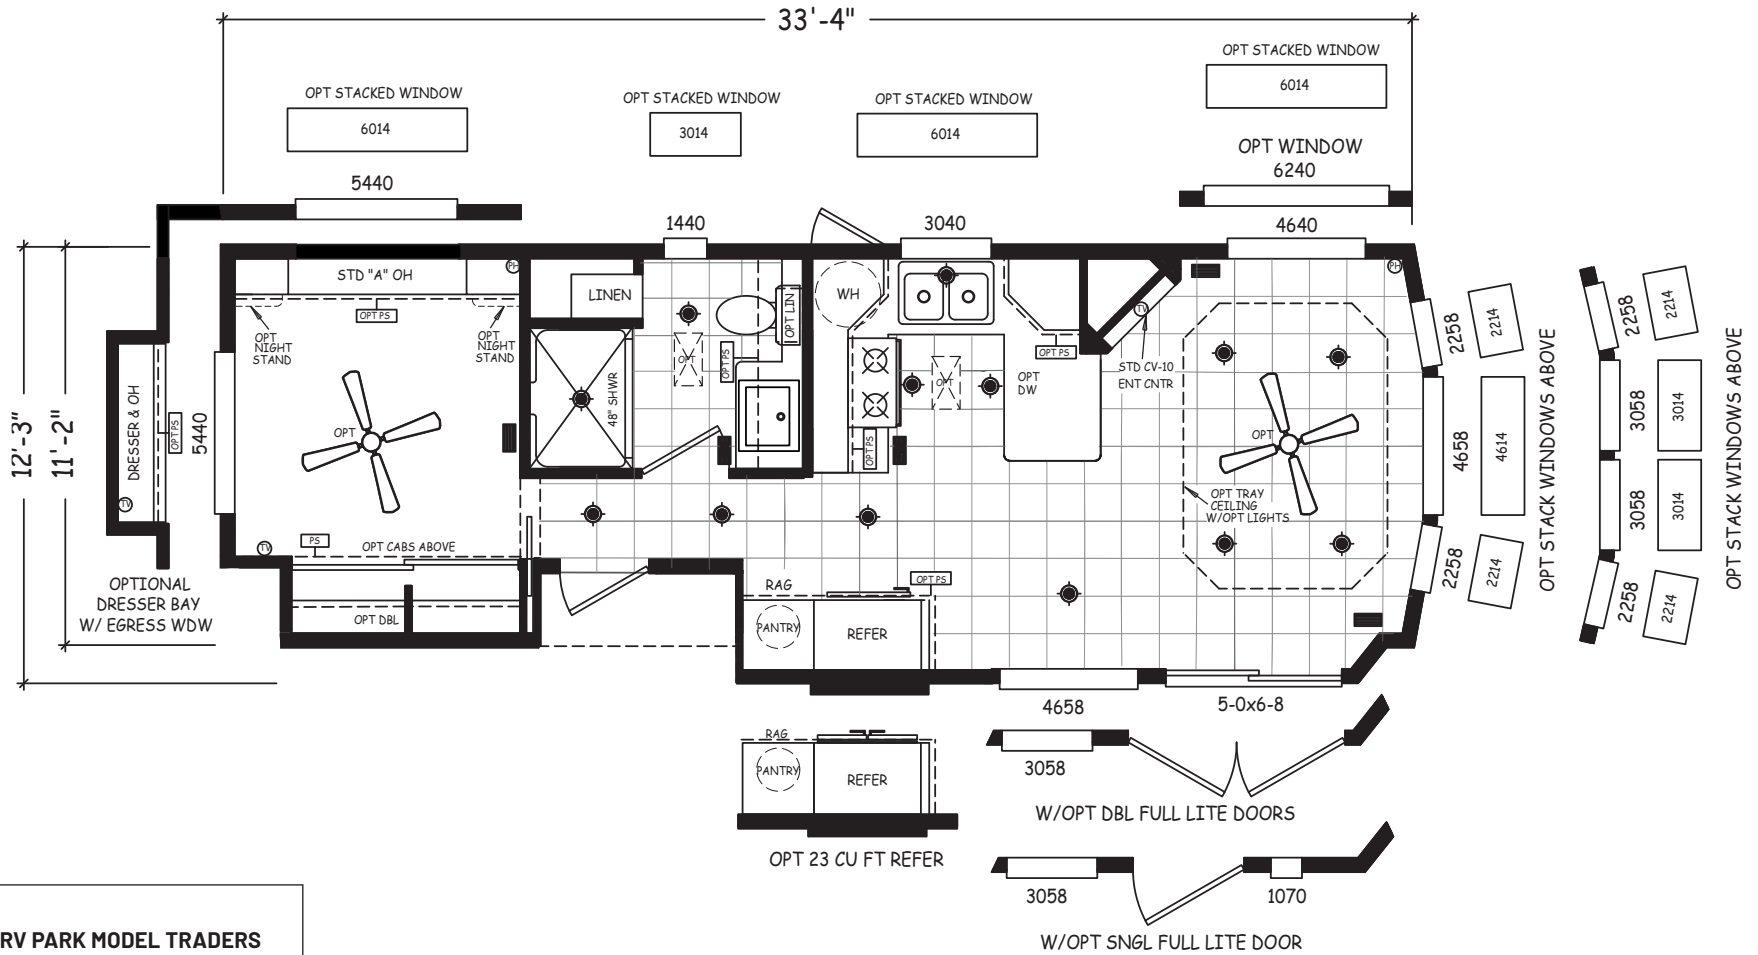 33'-4"
OPT STACKED WINDOW
6014
OPT STACKED WINDOW
6014
OPT STACKED WINDOW
3014
OPT STACKED WINDOW
6014
OPT WINDOW
6240
5440
1440
3040
4640
12'-3"
11'-2"
STD "A" OH
PH
OPT PS
OPT
NIGHT
STAND
OPT
NIGHT
STAND
DRESSER & OH
OPT PS
TV
5440
OPT
TV
PS
OPT CABS ABOVE
OPT DBL
OPTIONAL
DRESSER BAY
W/ EGRESS WDW
LINEN
48" SHWR
OPT
OPT PS
OPT LIN
WH
OPT
OPT PS
OPT PS
OPT
DW
TV
STD CV-10
ENT CNTR
PH
OPT
OPT TRAY
CEILING
W/OPT LIGHTS
2258
2214
4658
4614
2258
2214
OPT STACK WINDOWS ABOVE
2258
2214
3058
3014
3058
3014
2258
2214
OPT STACK WINDOWS ABOVE
RAG
OPT PS
PANTRY
REFER
4658
5-0x6-8
RAG
PANTRY
REFER
OPT 23 CU FT REFER
3058
W/OPT DBL FULL LITE DOORS
3058
1070
W/OPT SNGL FULL LITE DOOR
RV PARK MODEL TRADERS